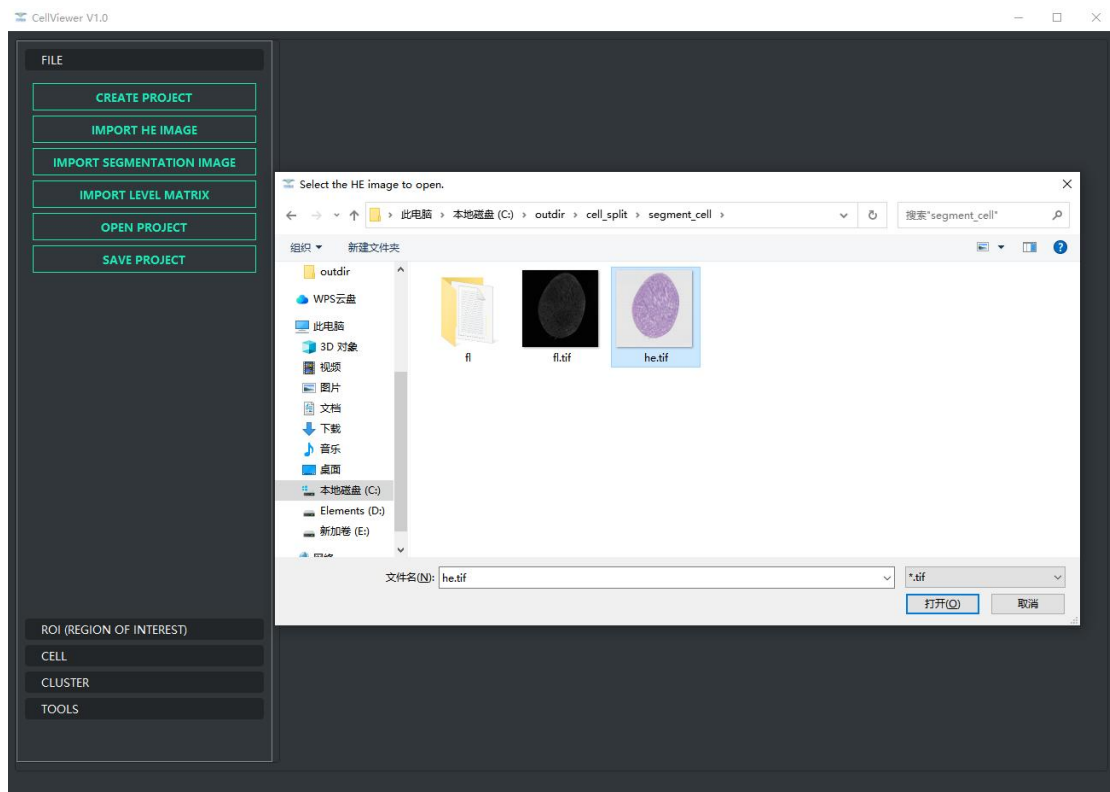 CellViewer V1.0
FILE
CREATE PROJECT
IMPORT HE IMAGE
IMPORT SEGMENTATION IMAGE
IMPORT LEVEL MATRIX
OPEN PROJECT
SAVE PROJECT
Select the HE image to open.
此电脑 › 本地磁盘 (C:) › outdir › cell_split › segment_cell ›
搜索"segment_cell"
组织
新建文件夹
outdir
WPS云盘
此电脑
3D 对象
视频
图片
文档
下载
音乐
桌面
本地磁盘 (C:)
Elements (D:)
新加卷 (E:)
fl
fl.tif
he.tif
文件名(N): he.tif
*.tif
打开(O)
取消
ROI (REGION OF INTEREST)
CELL
CLUSTER
TOOLS